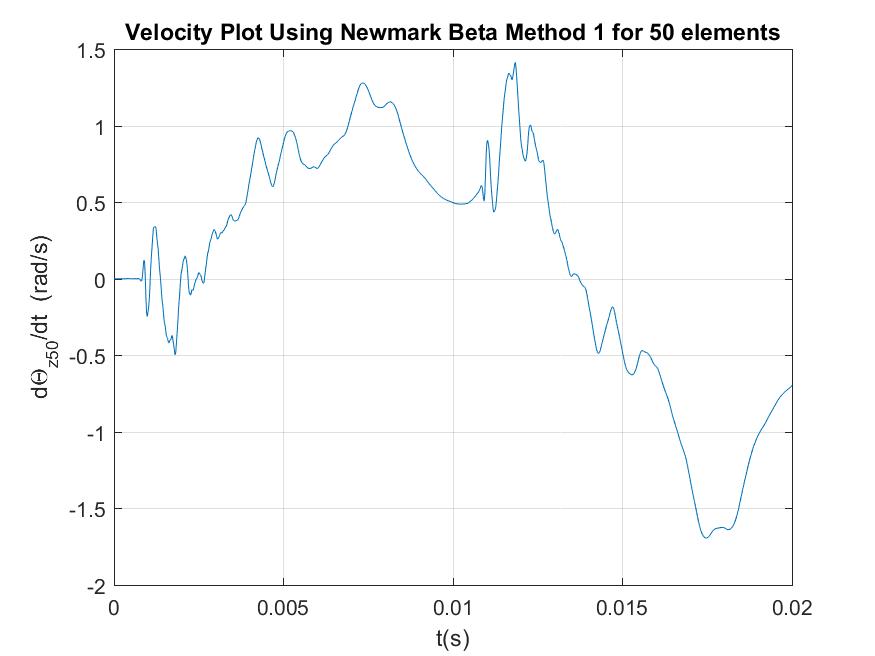 Velocity Plot Using Newmark Beta Method 1 for 50 elements
1.5
1
0.5
0
-0.5
-1
-1.5
-2
dΘz50/dt (rad/s)
0 0.005 0.01 0.015 0.02
t(s)